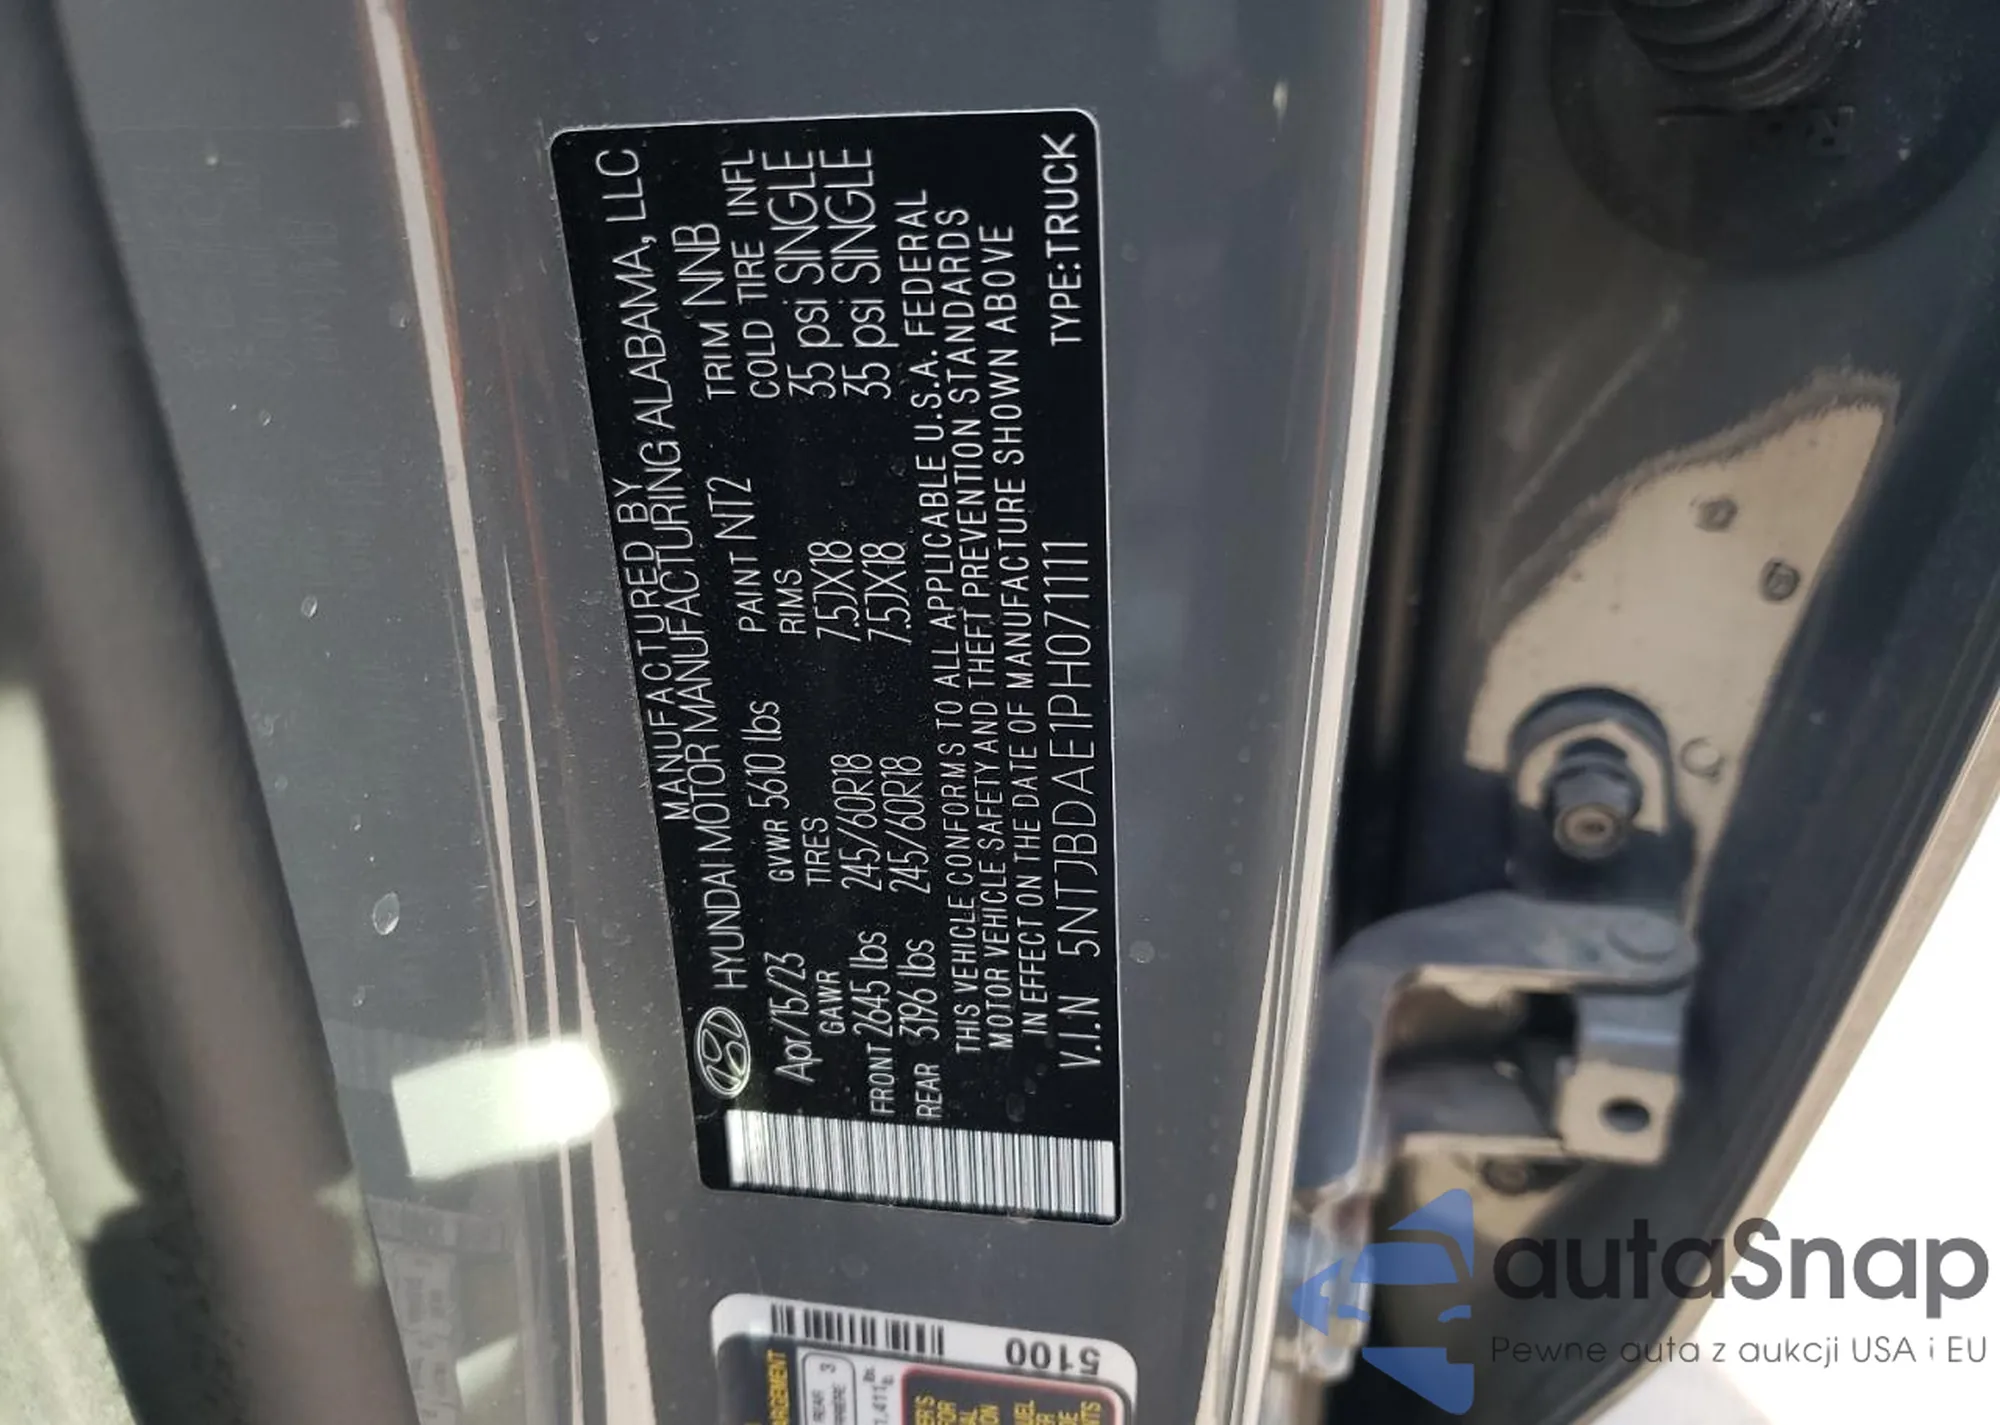 MANUFACTURED BY
HYUNDAI MOTOR MANUFACTURING ALABAMA, LLC
Apr/15/23 GVWR 5610 lbs PAINT NT2 TRIM NNB
GAWR TIRES RIMS COLD TIRE INFL
FRONT 2645 lbs 245/60R18 7.5JX18 35 psi SINGLE
REAR 3196 lbs 245/60R18 7.5JX18 35 psi SINGLE
THIS VEHICLE CONFORMS TO ALL APPLICABLE U.S.A. FEDERAL
MOTOR VEHICLE SAFETY AND THEFT PREVENTION STANDARDS
IN EFFECT ON THE DATE OF MANUFACTURE SHOWN ABOVE
V.I.N 5NTJBDAE1PH071111 TYPE:TRUCK
5100
REAR 3
autaSnap
Pewne auta z aukcji USA i EU